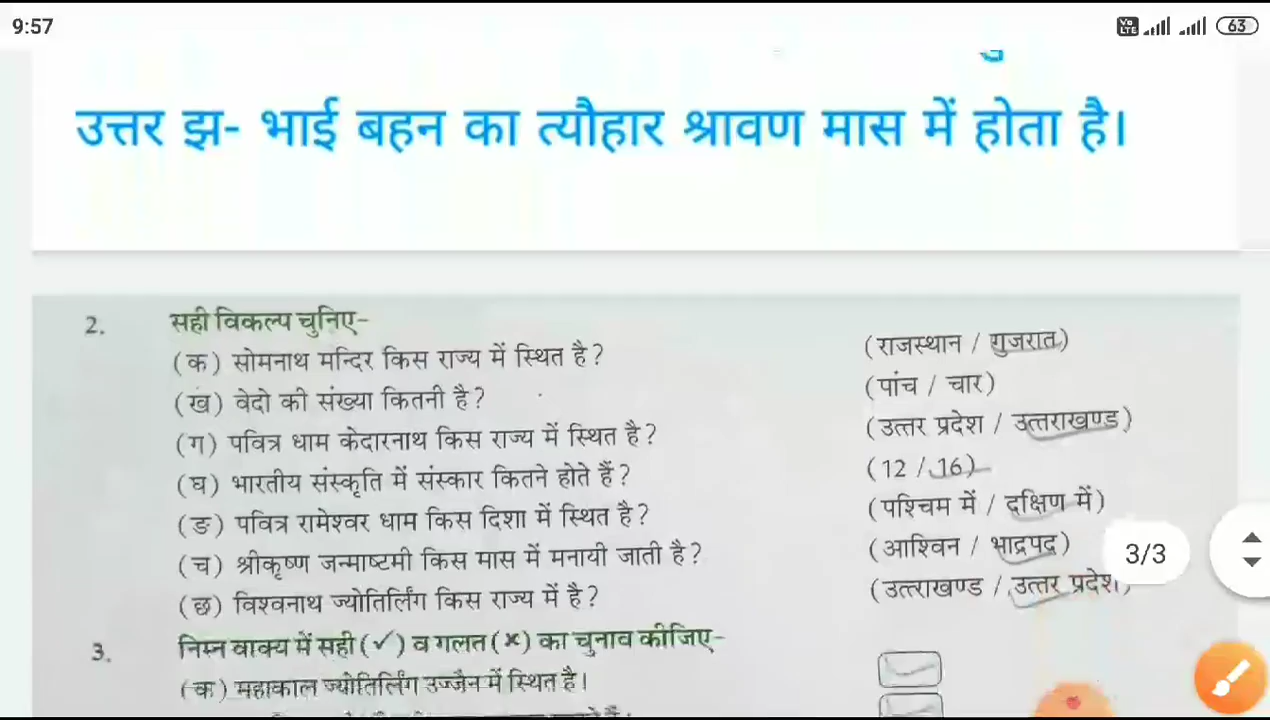 9:57
Vo LTE 63
उत्तर झ- भाई बहन का त्यौहार श्रावण मास में होता है।
2. सही विकल्प चुनिए-
(क) सोमनाथ मन्दिर किस राज्य में स्थित है? (राजस्थान / गुजरात)
(ख) वेदो की संख्या कितनी है? (पांच / चार)
(ग) पवित्र धाम केदारनाथ किस राज्य में स्थित है? (उत्तर प्रदेश / उत्तराखण्ड)
(घ) भारतीय संस्कृति में संस्कार कितने होते हैं? (12 / 16)
(ङ) पवित्र रामेश्वर धाम किस दिशा में स्थित है? (पश्चिम में / दक्षिण में)
(च) श्रीकृष्ण जन्माष्टमी किस मास में मनायी जाती है? (आश्विन / भाद्रपद)
3/3
(छ) विश्वनाथ ज्योतिर्लिंग किस राज्य में है? (उत्तराखण्ड / उत्तर प्रदेश)
3. निम्न वाक्य में सही (✓) व गलत (×) का चुनाव कीजिए-
(क) महाकाल ज्योतिर्लिंग उज्जैन में स्थित है।